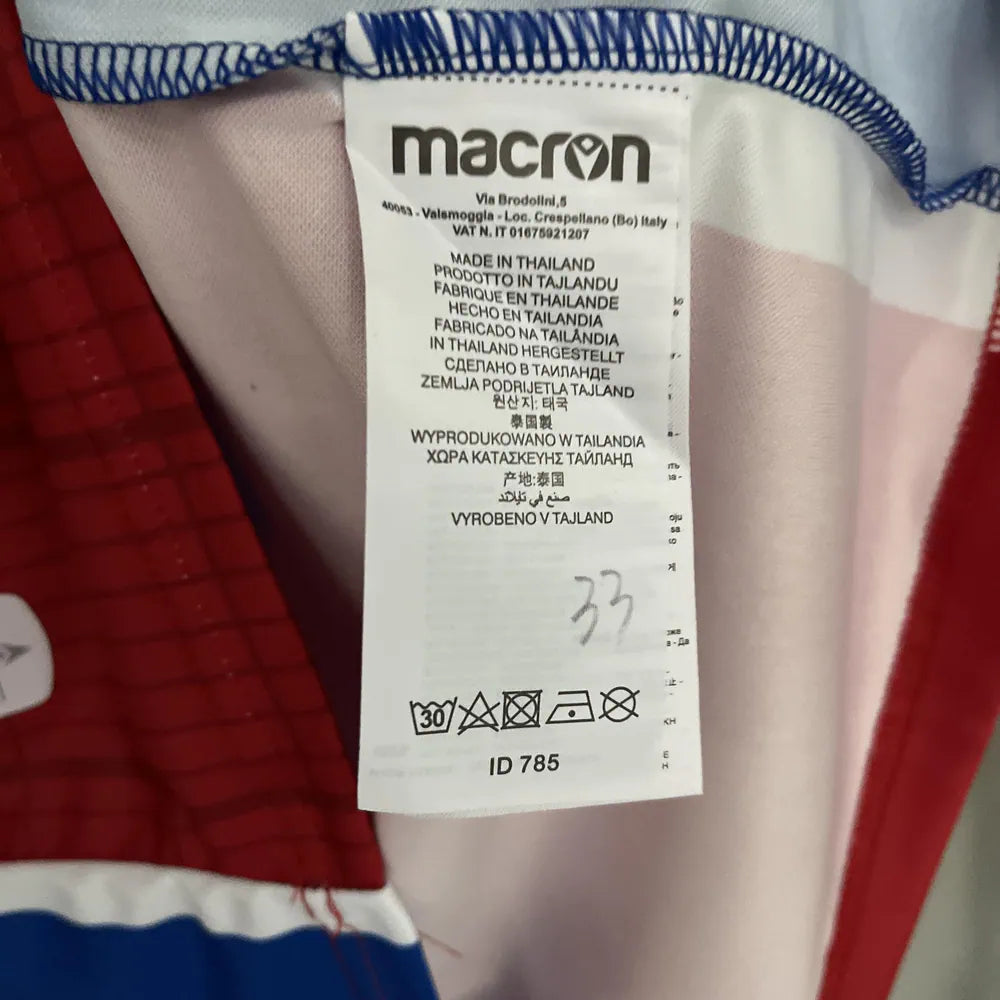 macron
Via Brodolini,5
40053 - Valsmoggia - Loc. Crespellano (Bo) Italy
VAT N. IT 01675921207
MADE IN THAILAND
PRODOTTO IN TAJLANDU
FABRIQUE EN THAILANDE
HECHO EN TAILANDIA
FABRICADO NA TAILÂNDIA
IN THAILAND HERGESTELLT
СДЕЛАНО В ТАИЛАНДЕ
ZEMLJA PODRIJETLA TAJLAND
원산지: 태국
泰国製
WYPRODUKOWANO W TAILANDIA
ΧΩΡΑ ΚΑΤΑΣΚΕΥΗΣ ΤΑЙЛАНД
产地:泰国
صنع في تايلاند
VYROBENO V TAJLAND
33
30
ID 785